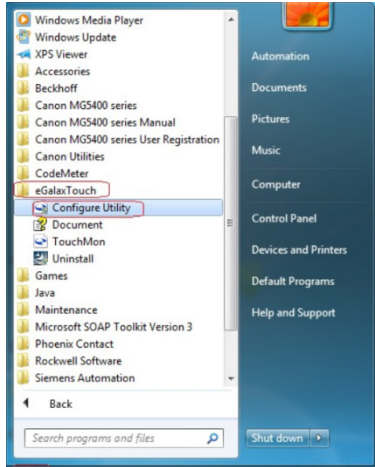 Windows Media Player
Windows Update
XPS Viewer
Accessories
Beckhoff
Canon MG5400 series
Canon MG5400 series Manual
Canon MG5400 series User Registration
Canon Utilities
CodeMeter
eGalaxTouch
Configure Utility
Document
TouchMon
Uninstall
Games
Java
Maintenance
Microsoft SOAP Toolkit Version 3
Phoenix Contact
Rockwell Software
Siemens Automation
Back
Search programs and files
Automation
Documents
Pictures
Music
Computer
Control Panel
Devices and Printers
Default Programs
Help and Support
Shut down